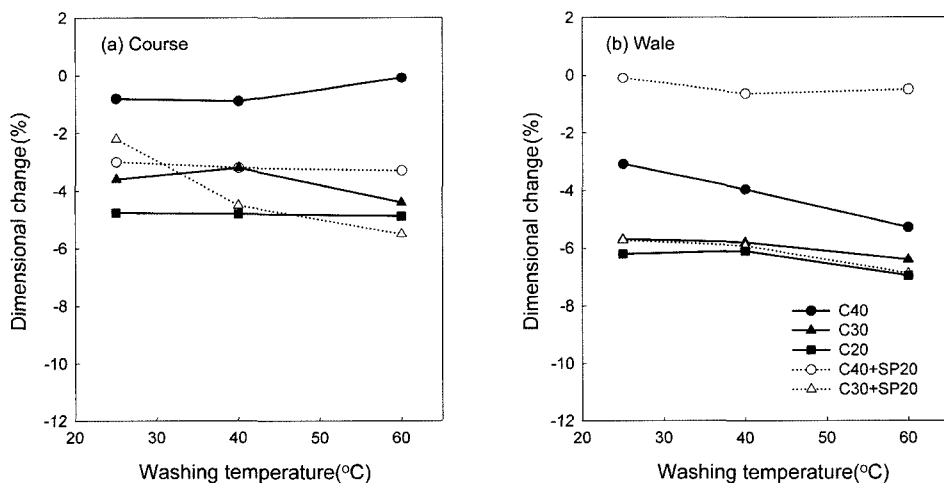 (a) Course
Dimensional change(%)
2
0
-2
-4
-6
-8
-10
-12
20
30
40
50
60
Washing temperature(°C)
(b) Wale
Dimensional change(%)
2
0
-2
-4
-6
-8
-10
-12
20
30
40
50
60
Washing temperature(°C)
C40
C30
C20
C40+SP20
C30+SP20